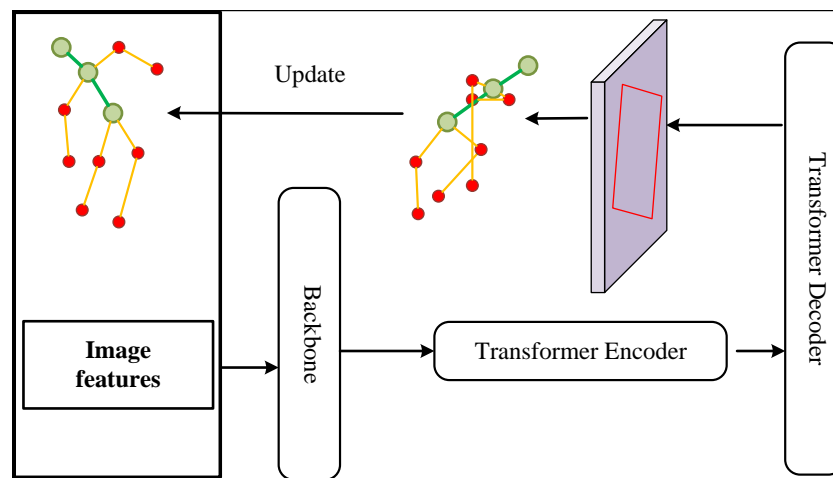 Update
Transformer Decoder
Backbone
Image
features
Transformer Encoder